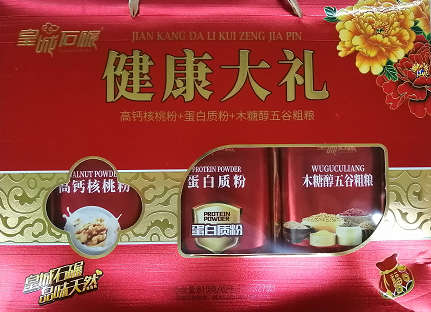 JIAN KANG DA LI KUI ZENG JIA PIN
皇城石碾
健康大礼
高钙核桃粉+蛋白质粉+木糖醇五谷粗粮
WALNUT POWDER
高钙核桃粉
PROTEIN POWDER
蛋白质粉
PROTEIN
POWDER
蛋白质粉
WUGUCULIANG
木糖醇五谷粗粮
皇城石碾
品味天然